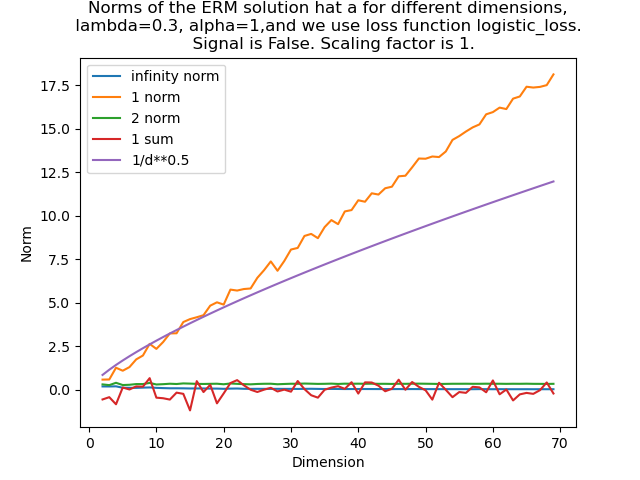 Norms of the ERM solution hat a for different dimensions,
lambda=0.3, alpha=1,and we use loss function logistic_loss.
Signal is False. Scaling factor is 1.
infinity norm
1 norm
2 norm
1 sum
1/d**0.5
17.5
15.0
12.5
10.0
7.5
5.0
2.5
0.0
Norm
0 10 20 30 40 50 60 70
Dimension